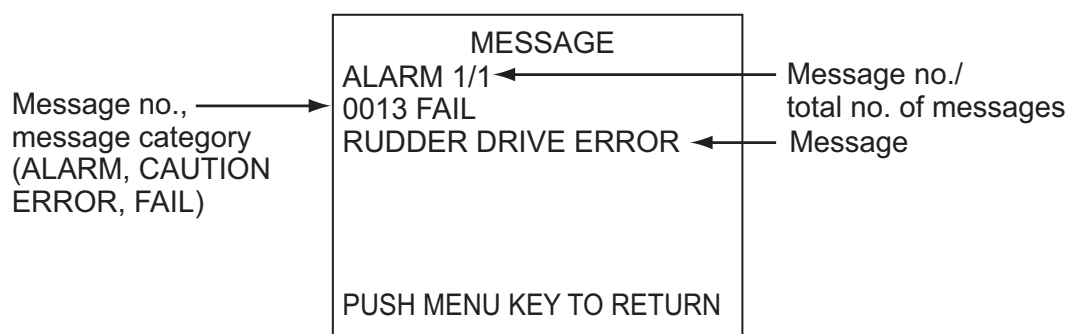 MESSAGE
ALARM 1/1
0013 FAIL
RUDDER DRIVE ERROR
PUSH MENU KEY TO RETURN
Message no.,
message category
(ALARM, CAUTION
ERROR, FAIL)
Message no./
total no. of messages
Message